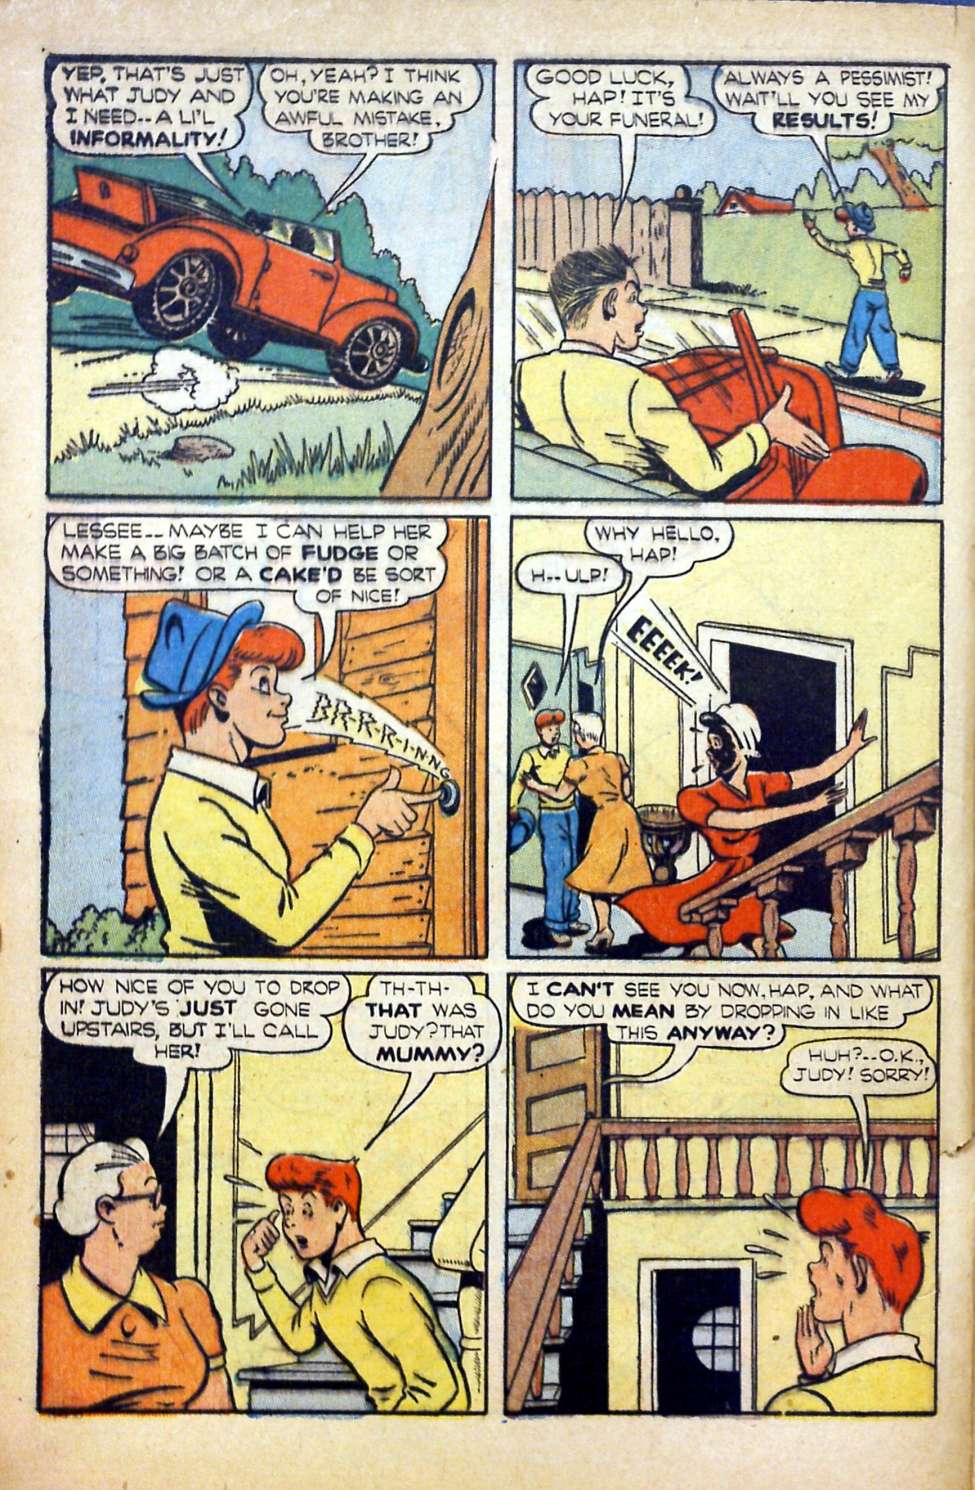 YEP, THAT'S JUST
WHAT JUDY AND
I NEED--A LI'L
INFORMALITY!
OH, YEAH? I THINK
YOU'RE MAKING AN
AWFUL MISTAKE,
BROTHER!
GOOD LUCK,
HAP! IT'S
YOUR FUNERAL!
ALWAYS A PESSIMIST!
WAIT'LL YOU SEE MY
RESULTS!
LESSEE-- MAYBE I CAN HELP HER
MAKE A BIG BATCH OF FUDGE OR
SOMETHING! OR A CAKE'D BE SORT
OF NICE!
BR-R-R-I-N-NG
WHY HELLO,
HAP!
H--ULP!
EEEEK!
HOW NICE OF YOU TO DROP
IN! JUDY'S JUST GONE
UPSTAIRS, BUT I'LL CALL
HER!
TH-TH-
THAT WAS
JUDY? THAT
MUMMY?
I CAN'T SEE YOU NOW, HAP, AND WHAT
DO YOU MEAN BY DROPPING IN LIKE
THIS ANYWAY?
HUH?--O.K.,
JUDY! SORRY!